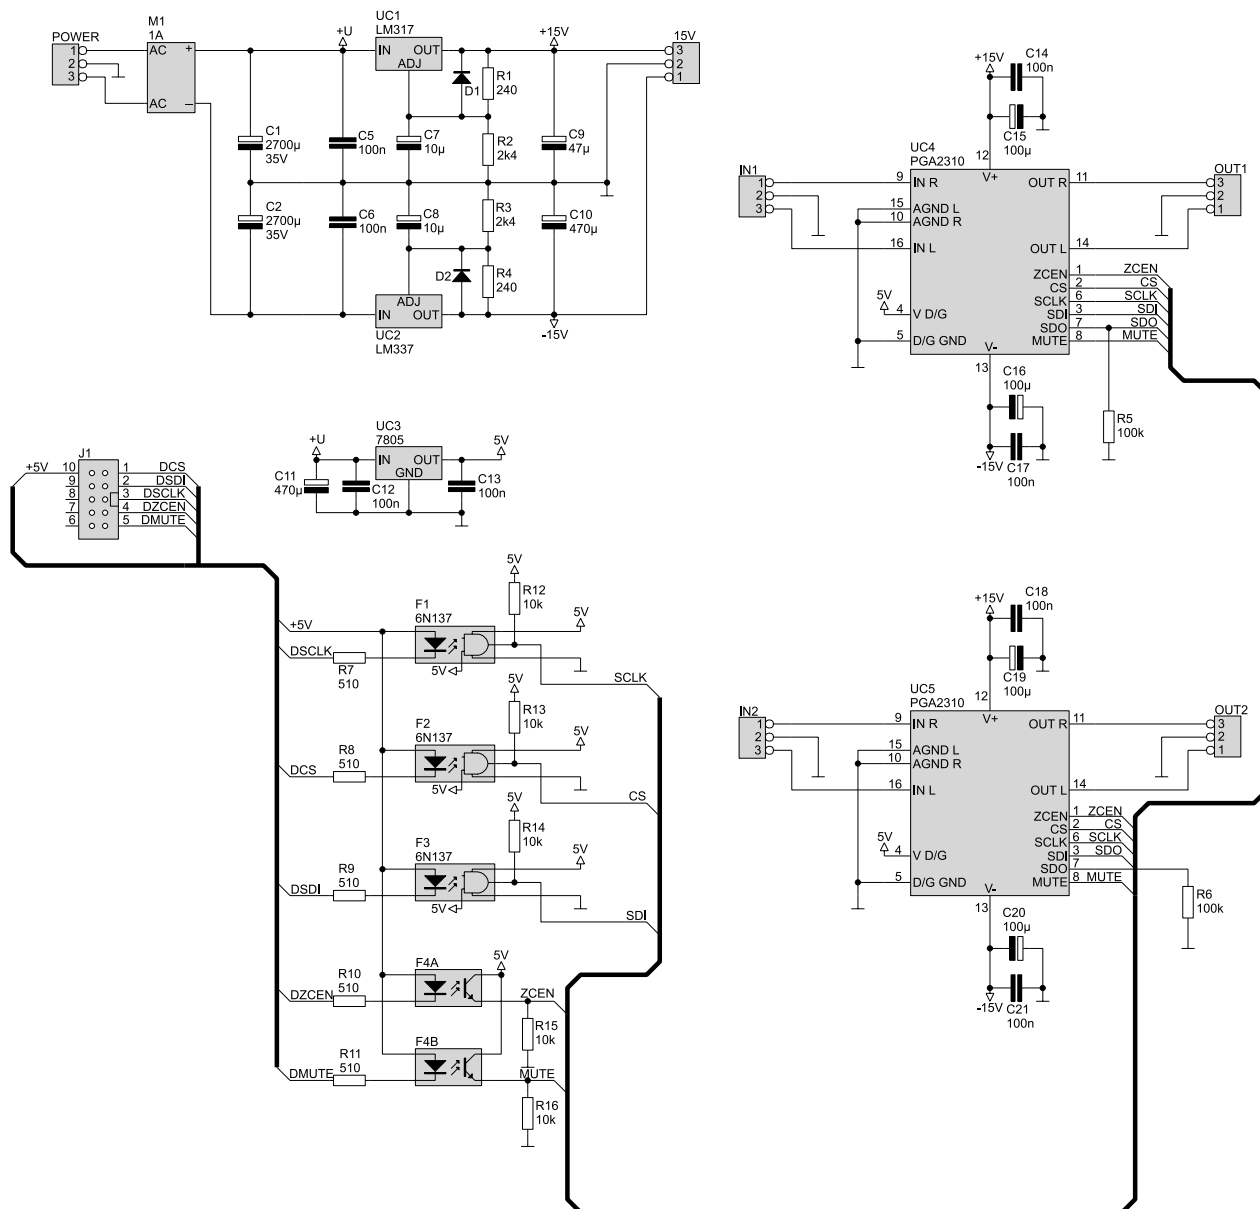 POWER
1
2
3
M1
1A
AC +
AC –
+U
UC1
LM317
IN OUT
ADJ
D1
R1
240
+15V
15V
3
2
1
C1
2700µ
35V
C5
100n
C7
10µ
R2
2k4
C9
47µ
C2
2700µ
35V
C6
100n
C8
10µ
R3
2k4
C10
470µ
D2
R4
240
ADJ
IN OUT
UC2
LM337
-15V
+15V
C14
100n
C15
100µ
UC4
PGA2310
12
V+
IN1
1
2
3
9 IN R
15 AGND L
10 AGND R
16 IN L
5V
4 V D/G
5 D/G GND
OUT R 11
OUT L 14
ZCEN 1 ZCEN
CS 2 CS
SCLK 6 SCLK
SDI 3 SDI
SDO 7 SDO
MUTE 8 MUTE
OUT1
3
2
1
V-
13
C16
100µ
-15V
C17
100n
R5
100k
J1
+5V
10
9
8
7
6
1 DCS
2 DSDI
3 DSCLK
4 DZCEN
5 DMUTE
+U
UC3
7805
IN OUT
GND
5V
C11
470µ
C12
100n
C13
100n
+5V
DSCLK
R7
510
F1
6N137
5V
5V
R12
10k
5V
SCLK
DCS
R8
510
F2
6N137
5V
5V
R13
10k
5V
CS
DSDI
R9
510
F3
6N137
5V
5V
R14
10k
5V
SDI
DZCEN
R10
510
F4A
5V
ZCEN
R15
10k
DMUTE
R11
510
F4B
MUTE
R16
10k
+15V
C18
100n
C19
100µ
UC5
PGA2310
12
V+
IN2
1
2
3
9 IN R
15 AGND L
10 AGND R
16 IN L
5V
4 V D/G
5 D/G GND
OUT R 11
OUT L 14
ZCEN 1 ZCEN
CS 2 CS
SCLK 6 SCLK
SDI 3 SDO
SDO 7
MUTE 8 MUTE
OUT2
3
2
1
V-
13
C20
100µ
-15V
C21
100n
R6
100k